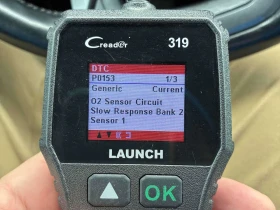 Creader 319
DTC
P0153 1/3
Generic Current
O2 Sensor Circuit
Slow Response Bank 2
Sensor 1
LAUNCH
OK